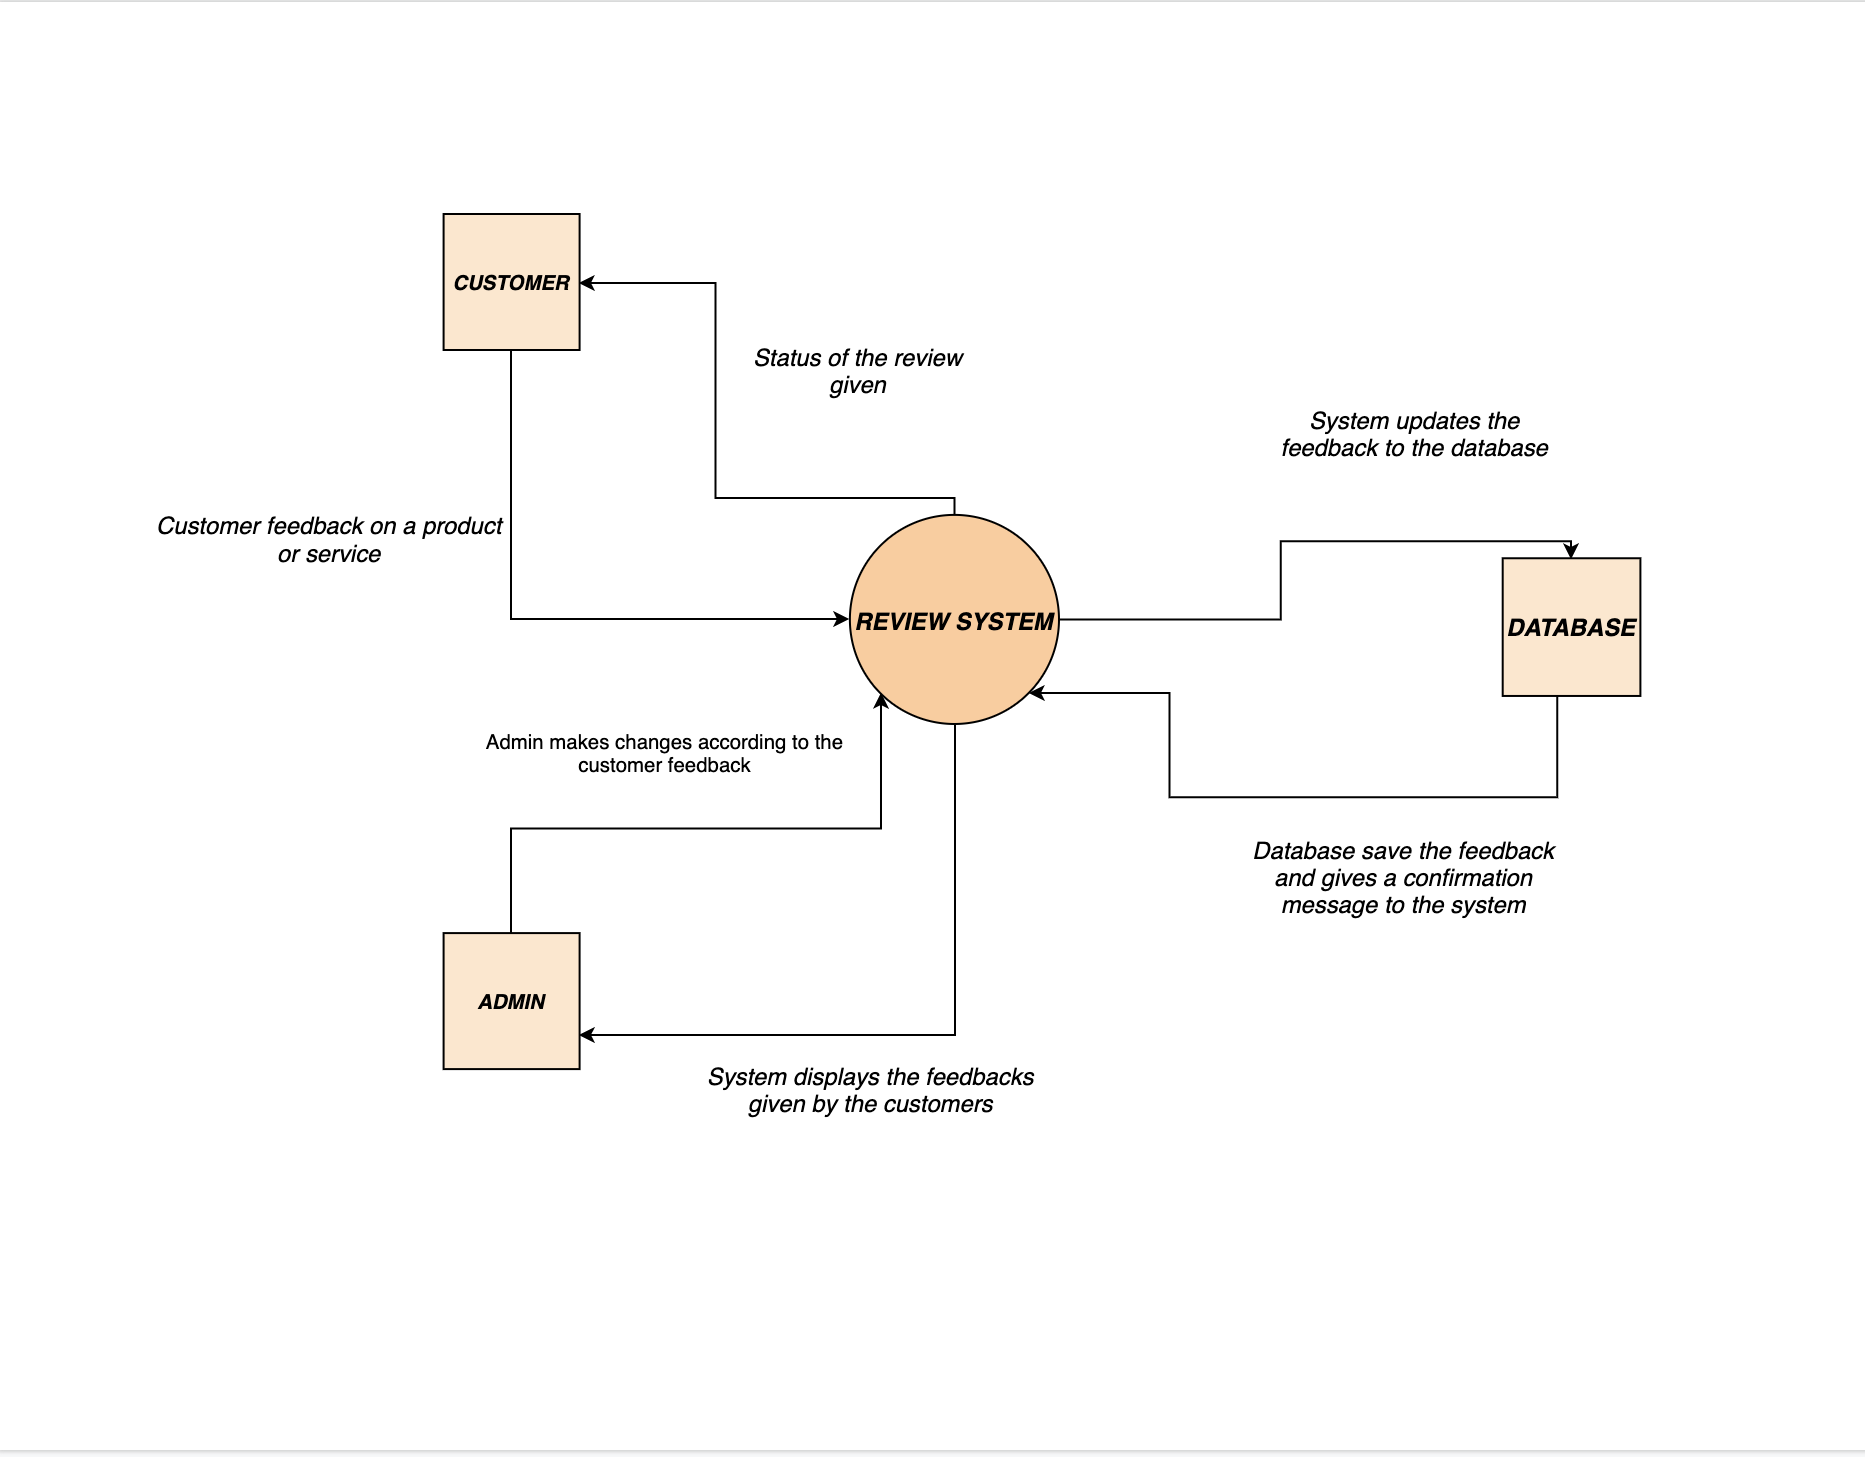 CUSTOMER
Status of the review
given
System updates the
feedback to the database
Customer feedback on a product
or service
REVIEW SYSTEM
DATABASE
Admin makes changes according to the
customer feedback
Database save the feedback
and gives a confirmation
message to the system
ADMIN
System displays the feedbacks
given by the customers